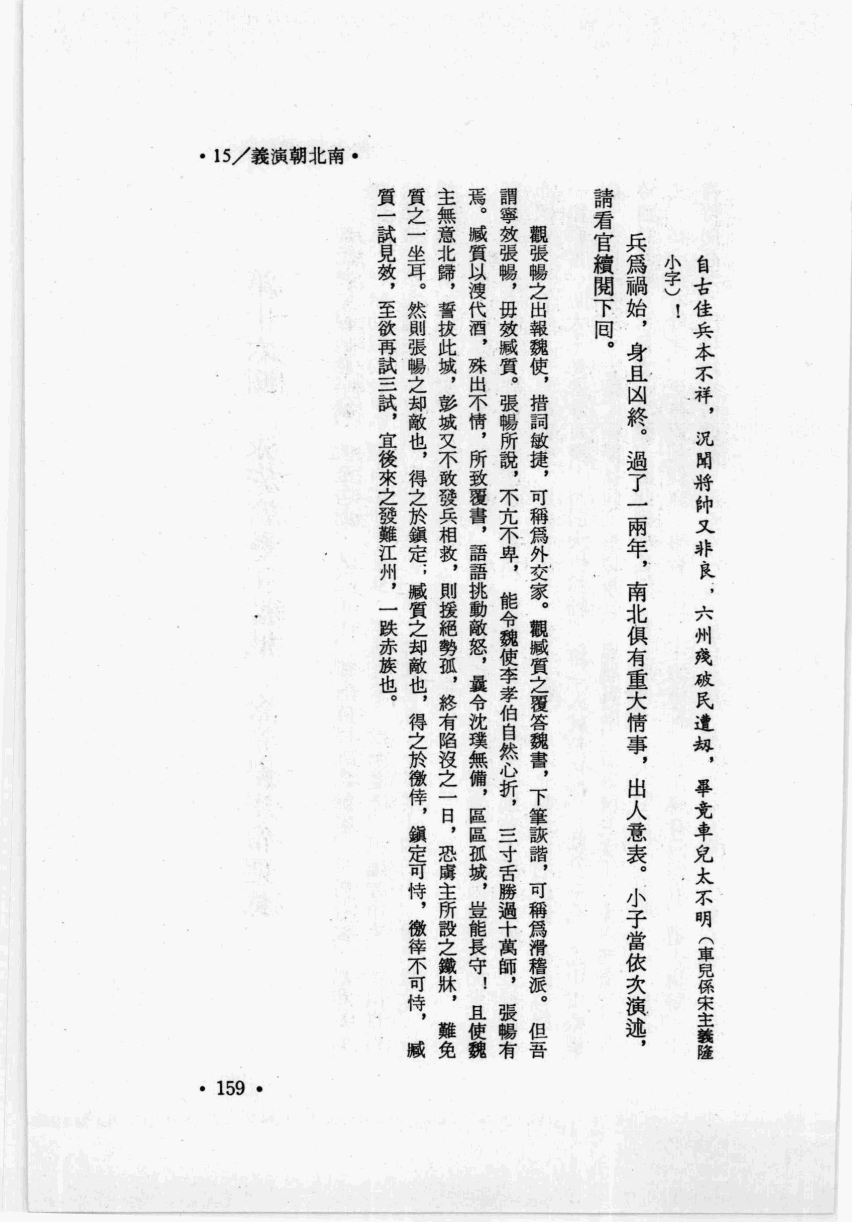 •15／義演朝北南•
自古佳兵本不祥，況聞將帥又非良；六州殘破民遭劫，畢竟車兒太不明（車兒係宋主義隆
小字）！
兵爲禍始，身且凶終。過了一兩年，南北俱有重大情事，出人意表。小子當依次演述，
請看官續閱下回。
觀張暢之出報魏使，措詞敏捷，可稱爲外交家。觀臧質之覆答魏書，下筆詼諧，可稱爲滑稽派。但吾
謂寧效張暢，毋效臧質。張暢所說，不亢不卑，能令魏使李孝伯自然心折，三寸舌勝過十萬師，張暢有
焉。臧質以溲代酒，殊出不情，所致覆書，語語挑動敵怒，曩令沈璞無備，區區孤城，豈能長守！且使魏
主無意北歸，誓拔此城，彭城又不敢發兵相救，則援絕勢孤，終有陷沒之一日，恐虜主所設之鐵牀，難免
質之一坐耳。然則張暢之却敵也，得之於鎭定；臧質之却敵也，得之於徼倖，鎭定可恃，徼倖不可恃，臧
質一試見效，至欲再試三試，宜後來之發難江州，一跌赤族也。
•159•